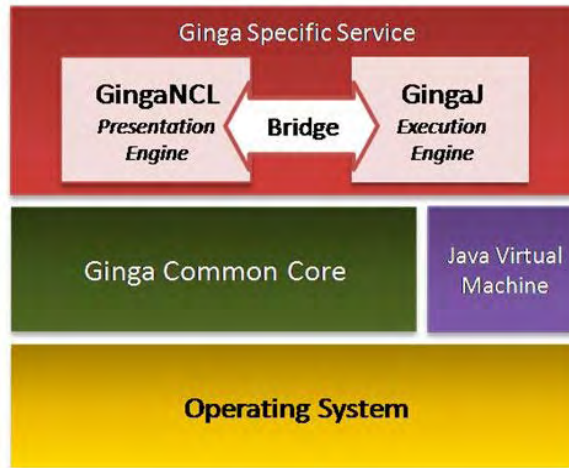 Ginga Specific Service
GingaNCL
Presentation
Engine
Bridge
GingaJ
Execution
Engine
Ginga Common Core
Java Virtual
Machine
Operating System